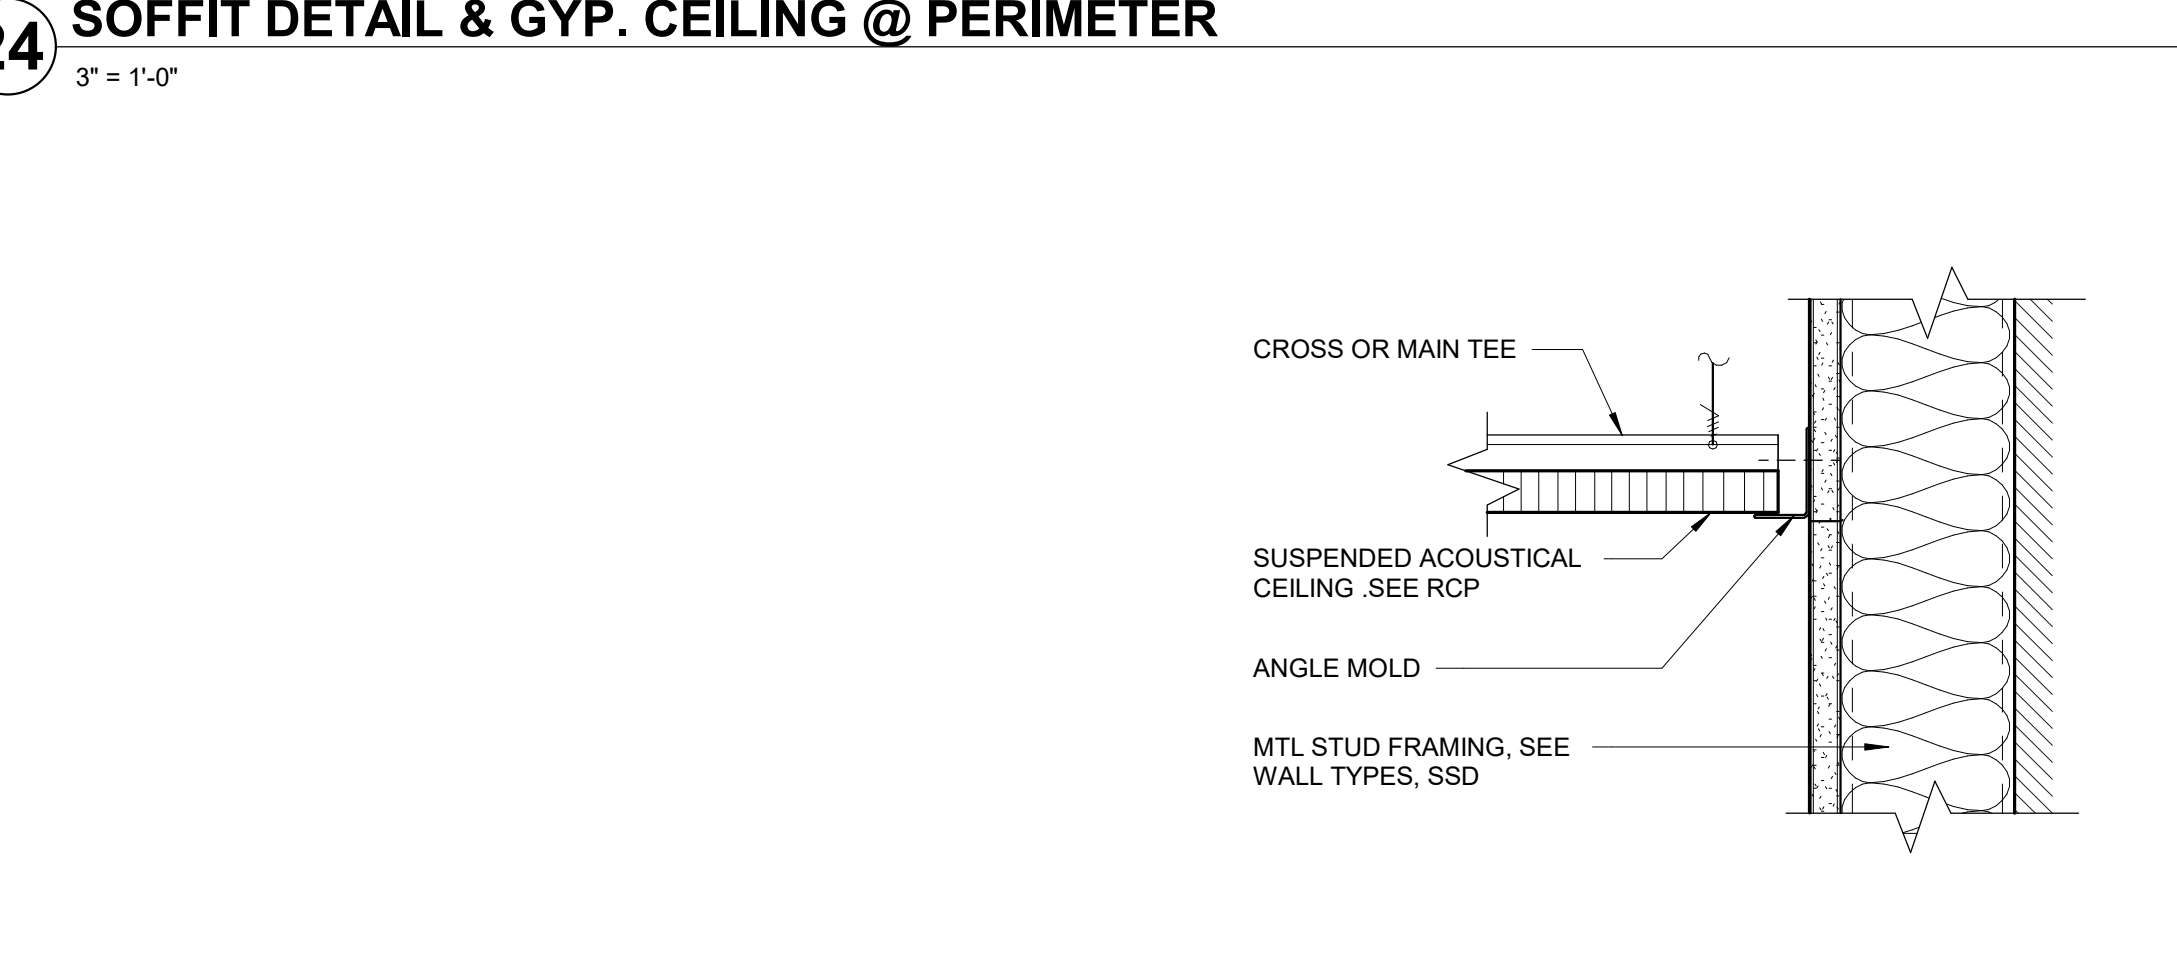 24
SOFFIT DETAIL & GYP. CEILING @ PERIMETER
3" = 1'-0"
CROSS OR MAIN TEE
SUSPENDED ACOUSTICAL
CEILING .SEE RCP
ANGLE MOLD
MTL STUD FRAMING, SEE
WALL TYPES, SSD